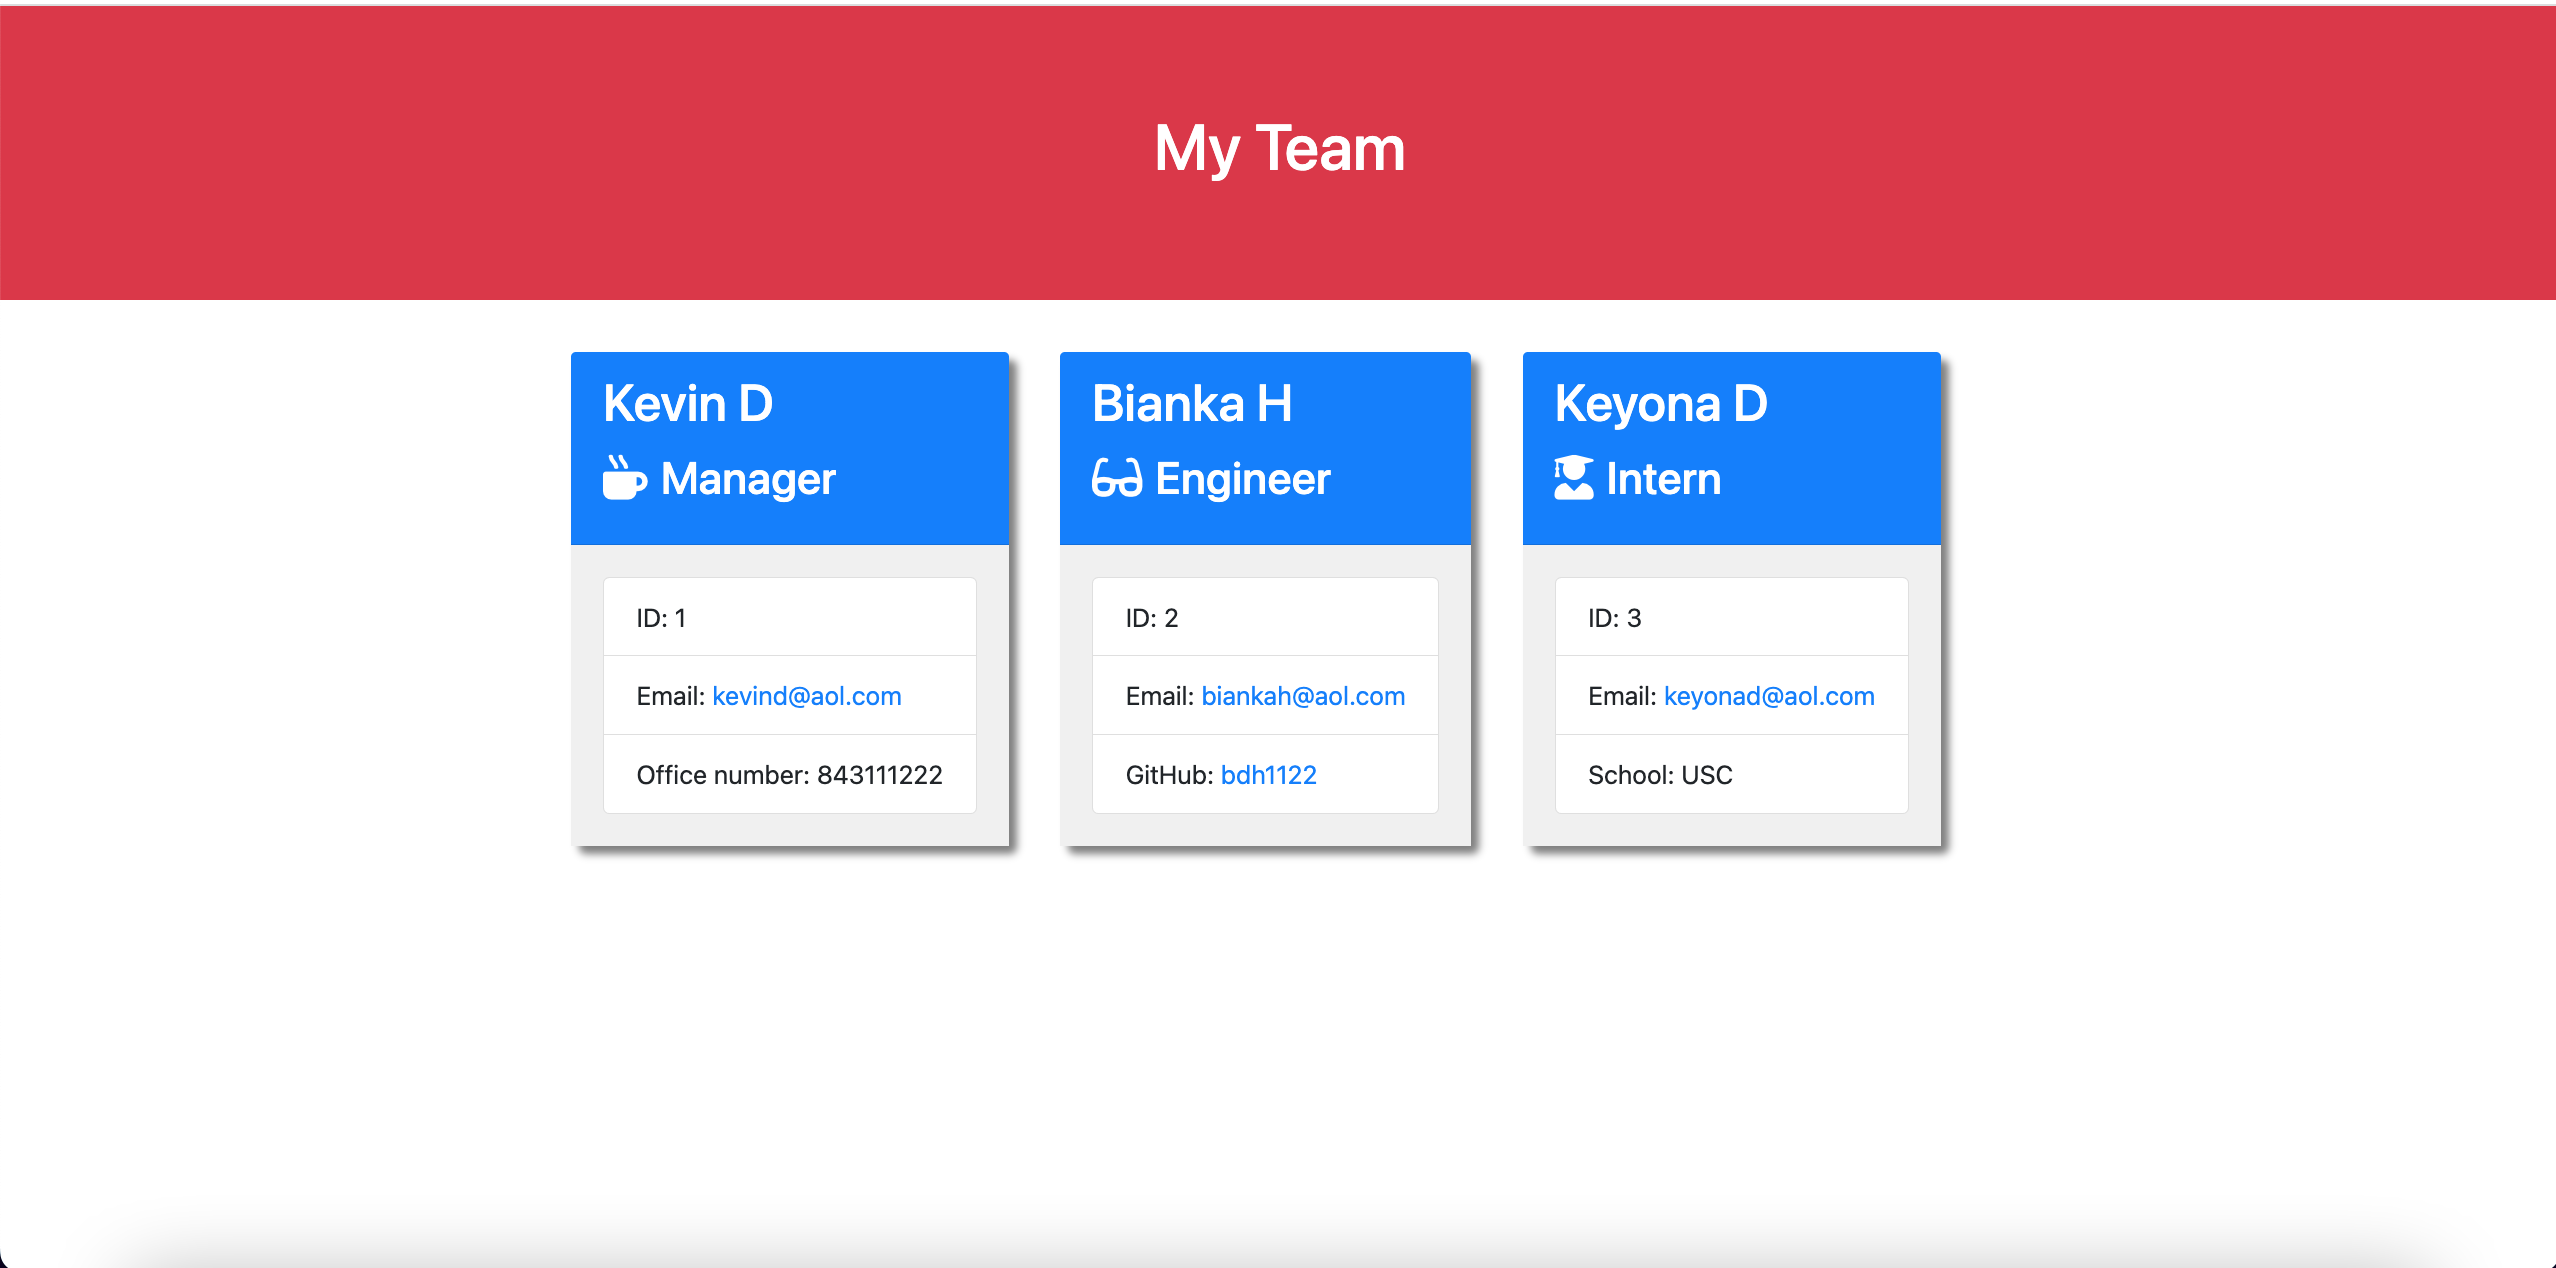 My Team
Kevin D
Manager
ID: 1
Email: kevind@aol.com
Office number: 843111222
Bianka H
Engineer
ID: 2
Email: biankah@aol.com
GitHub: bdh1122
Keyona D
Intern
ID: 3
Email: keyonad@aol.com
School: USC